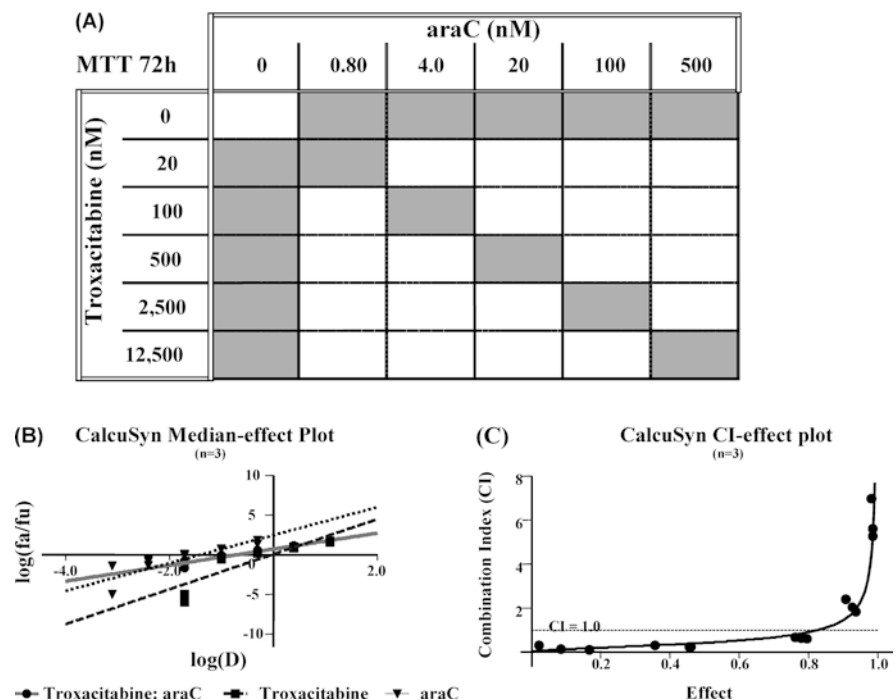 (A)
araC (nM)
MTT 72h
0 0.80 4.0 20 100 500
Troxacitabine (nM)
0
20
100
500
2,500
12,500
(B) CalcuSyn Median-effect Plot
(n=3)
log(fa/fu)
10
5
0
-5
-10
-4.0 -2.0 0.0 2.0
log(D)
Troxacitabine: araC Troxacitabine araC
(C) CalcuSyn CI-effect plot
(n=3)
Combination Index (CI)
8
6
4
2
CI = 1.0
0.2 0.4 0.6 0.8 1.0
Effect